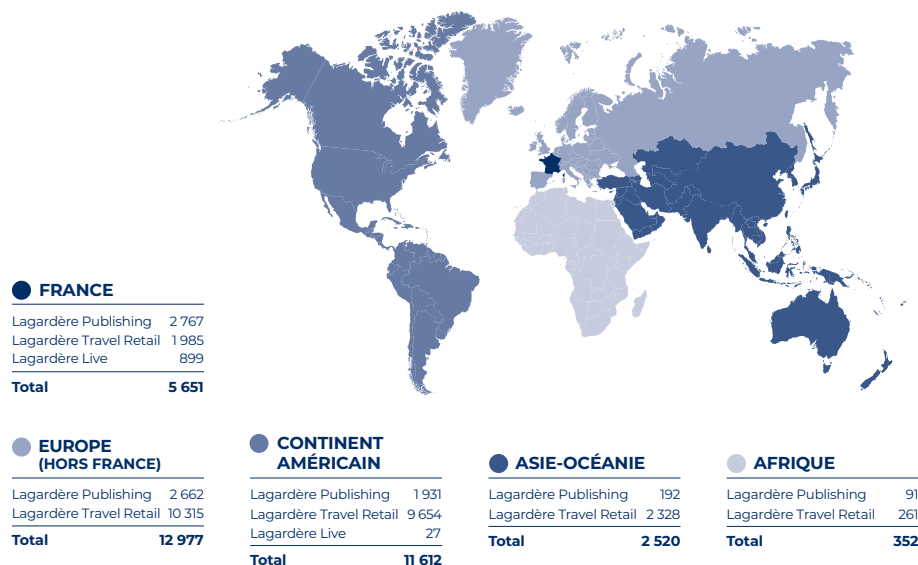 FRANCE
Lagardère Publishing 2 767
Lagardère Travel Retail 1 985
Lagardère Live 899
Total 5 651
EUROPE
(HORS FRANCE)
Lagardère Publishing 2 662
Lagardère Travel Retail 10 315
Total 12 977
CONTINENT
AMÉRICAIN
Lagardère Publishing 1 931
Lagardère Travel Retail 9 654
Lagardère Live 27
Total 11 612
ASIE-OCÉANIE
Lagardère Publishing 192
Lagardère Travel Retail 2 328
Total 2 520
AFRIQUE
Lagardère Publishing 91
Lagardère Travel Retail 261
Total 352